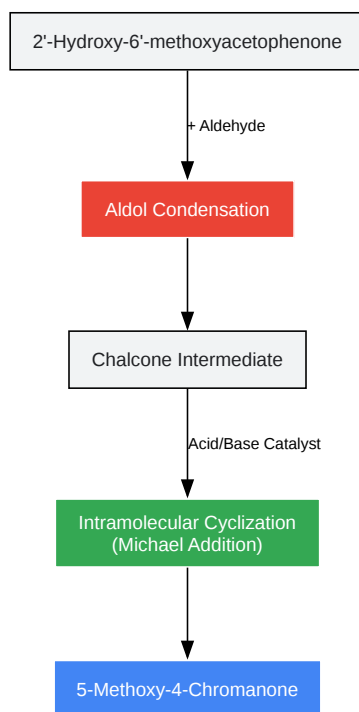 2'-Hydroxy-6'-methoxyacetophenone
+ Aldehyde
Aldol Condensation
Chalcone Intermediate
Acid/Base Catalyst
Intramolecular Cyclization
(Michael Addition)
5-Methoxy-4-Chromanone